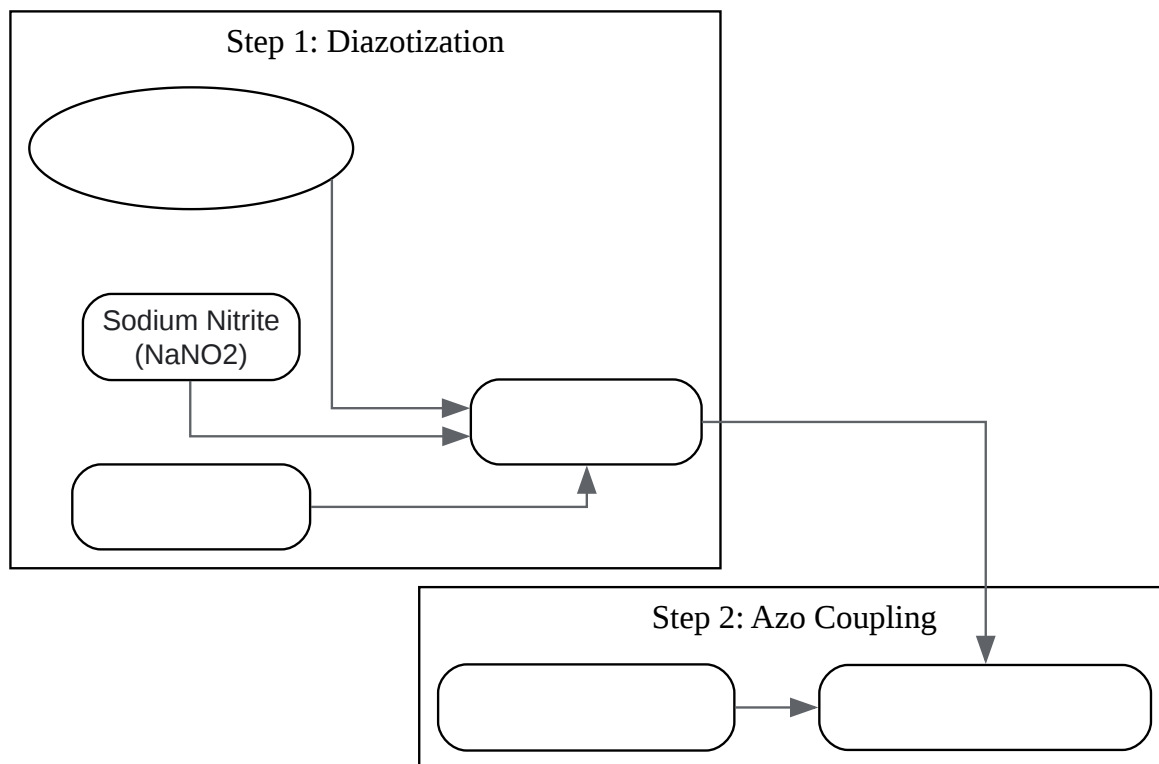 Step 1: Diazotization
Sodium Nitrite
(NaNO2)
Step 2: Azo Coupling